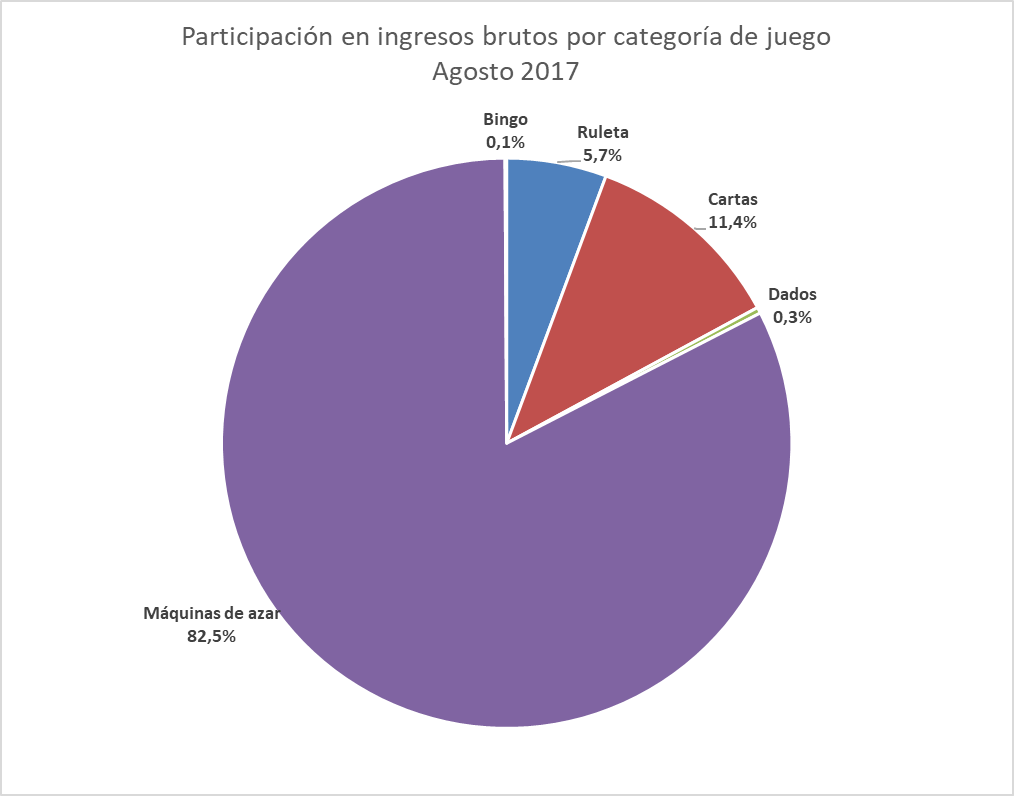 Participación en ingresos brutos por categoría de juego
Agosto 2017
Bingo
0,1%
Ruleta
5,7%
Cartas
11,4%
Dados
0,3%
Máquinas de azar
82,5%